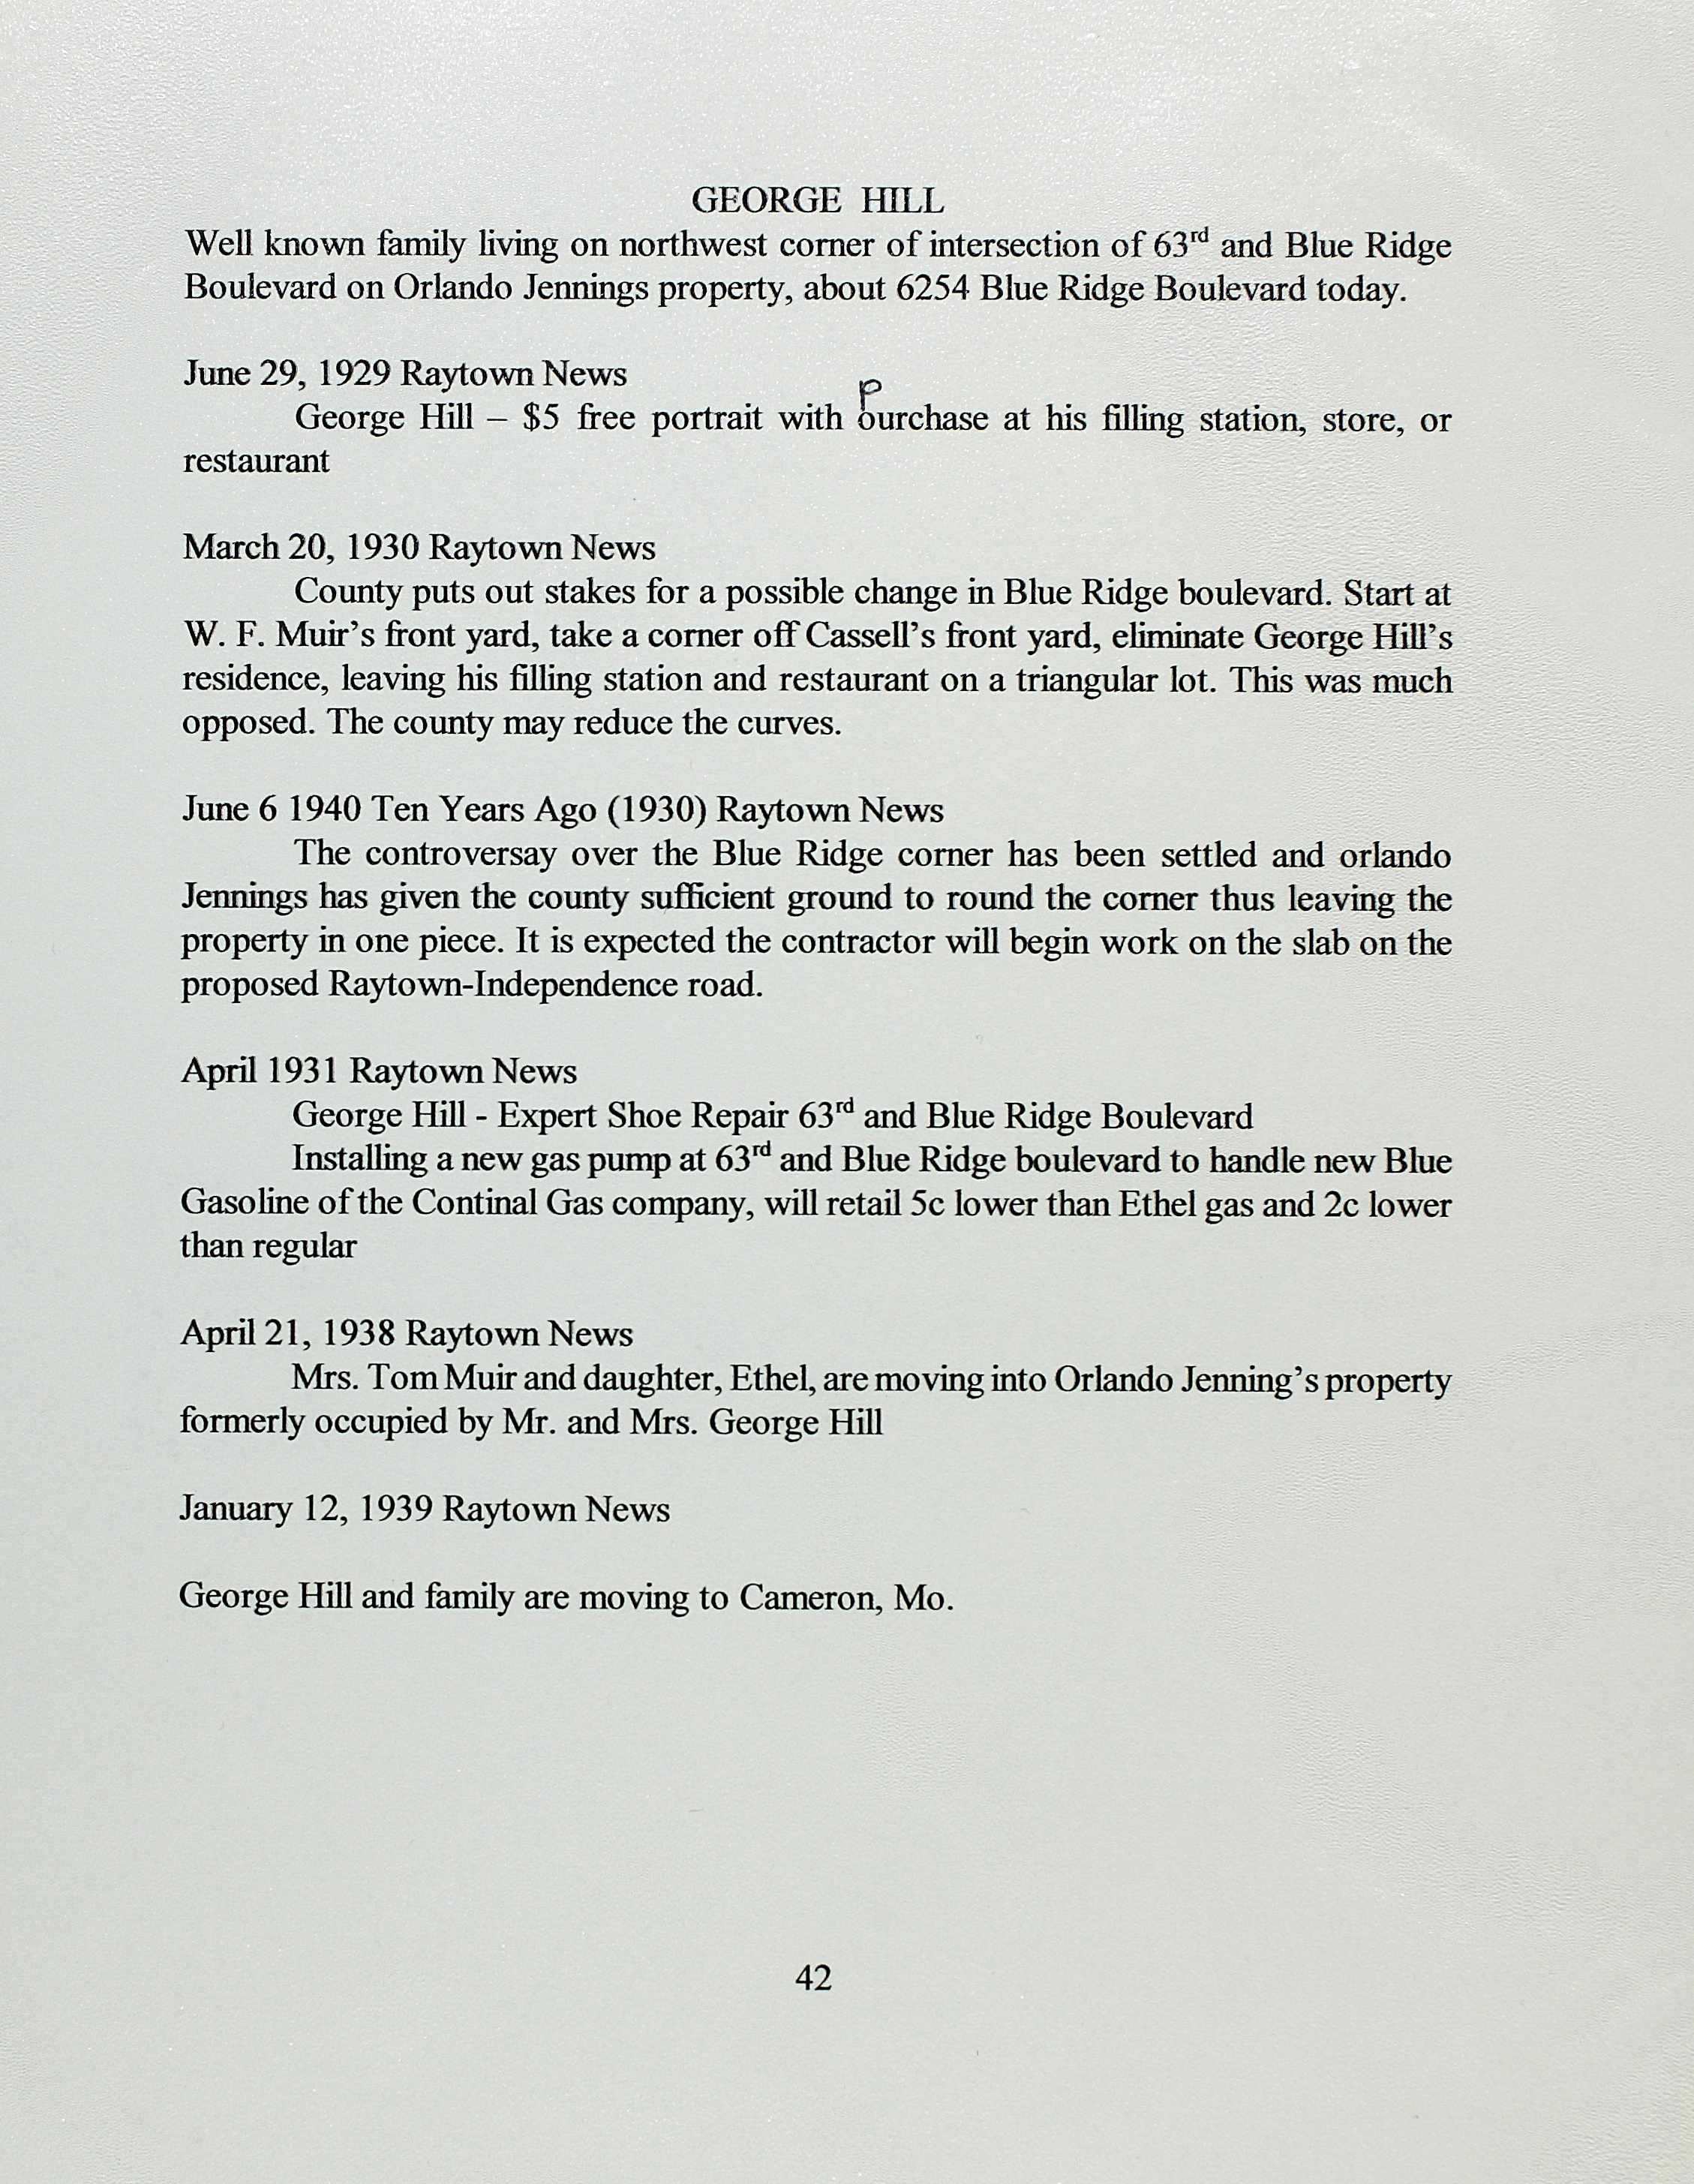 GEORGE HILL
Well known family living on northwest corner of intersection of 63rd and Blue Ridge
Boulevard on Orlando Jennings property, about 6254 Blue Ridge Boulevard today.
June 29, 1929 Raytown News
p
George Hill – $5 free portrait with ourchase at his filling station, store, or
restaurant
March 20, 1930 Raytown News
County puts out stakes for a possible change in Blue Ridge boulevard. Start at
W. F. Muir’s front yard, take a corner off Cassell’s front yard, eliminate George Hill’s
residence, leaving his filling station and restaurant on a triangular lot. This was much
opposed. The county may reduce the curves.
June 6 1940 Ten Years Ago (1930) Raytown News
The controversay over the Blue Ridge corner has been settled and orlando
Jennings has given the county sufficient ground to round the corner thus leaving the
property in one piece. It is expected the contractor will begin work on the slab on the
proposed Raytown-Independence road.
April 1931 Raytown News
George Hill - Expert Shoe Repair 63rd and Blue Ridge Boulevard
Installing a new gas pump at 63rd and Blue Ridge boulevard to handle new Blue
Gasoline of the Continal Gas company, will retail 5c lower than Ethel gas and 2c lower
than regular
April 21, 1938 Raytown News
Mrs. Tom Muir and daughter, Ethel, are moving into Orlando Jenning’s property
formerly occupied by Mr. and Mrs. George Hill
January 12, 1939 Raytown News
George Hill and family are moving to Cameron, Mo.
42